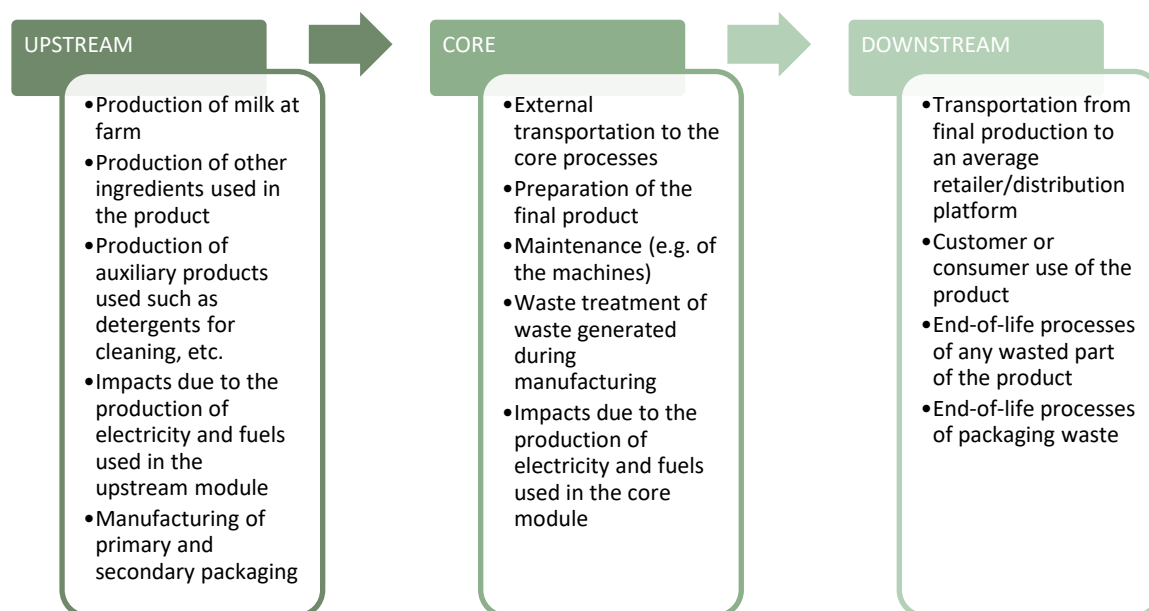 UPSTREAM
•Production of milk at
farm
•Production of other
ingredients used in
the product
•Production of
auxiliary products
used such as
detergents for
cleaning, etc.
•Impacts due to the
production of
electricity and fuels
used in the
upstream module
•Manufacturing of
primary and
secondary packaging
CORE
•External
transportation to the
core processes
•Preparation of the
final product
•Maintenance (e.g. of
the machines)
•Waste treatment of
waste generated
during
manufacturing
•Impacts due to the
production of
electricity and fuels
used in the core
module
DOWNSTREAM
•Transportation from
final production to
an average
retailer/distribution
platform
•Customer or
consumer use of the
product
•End-of-life processes
of any wasted part
of the product
•End-of-life processes
of packaging waste